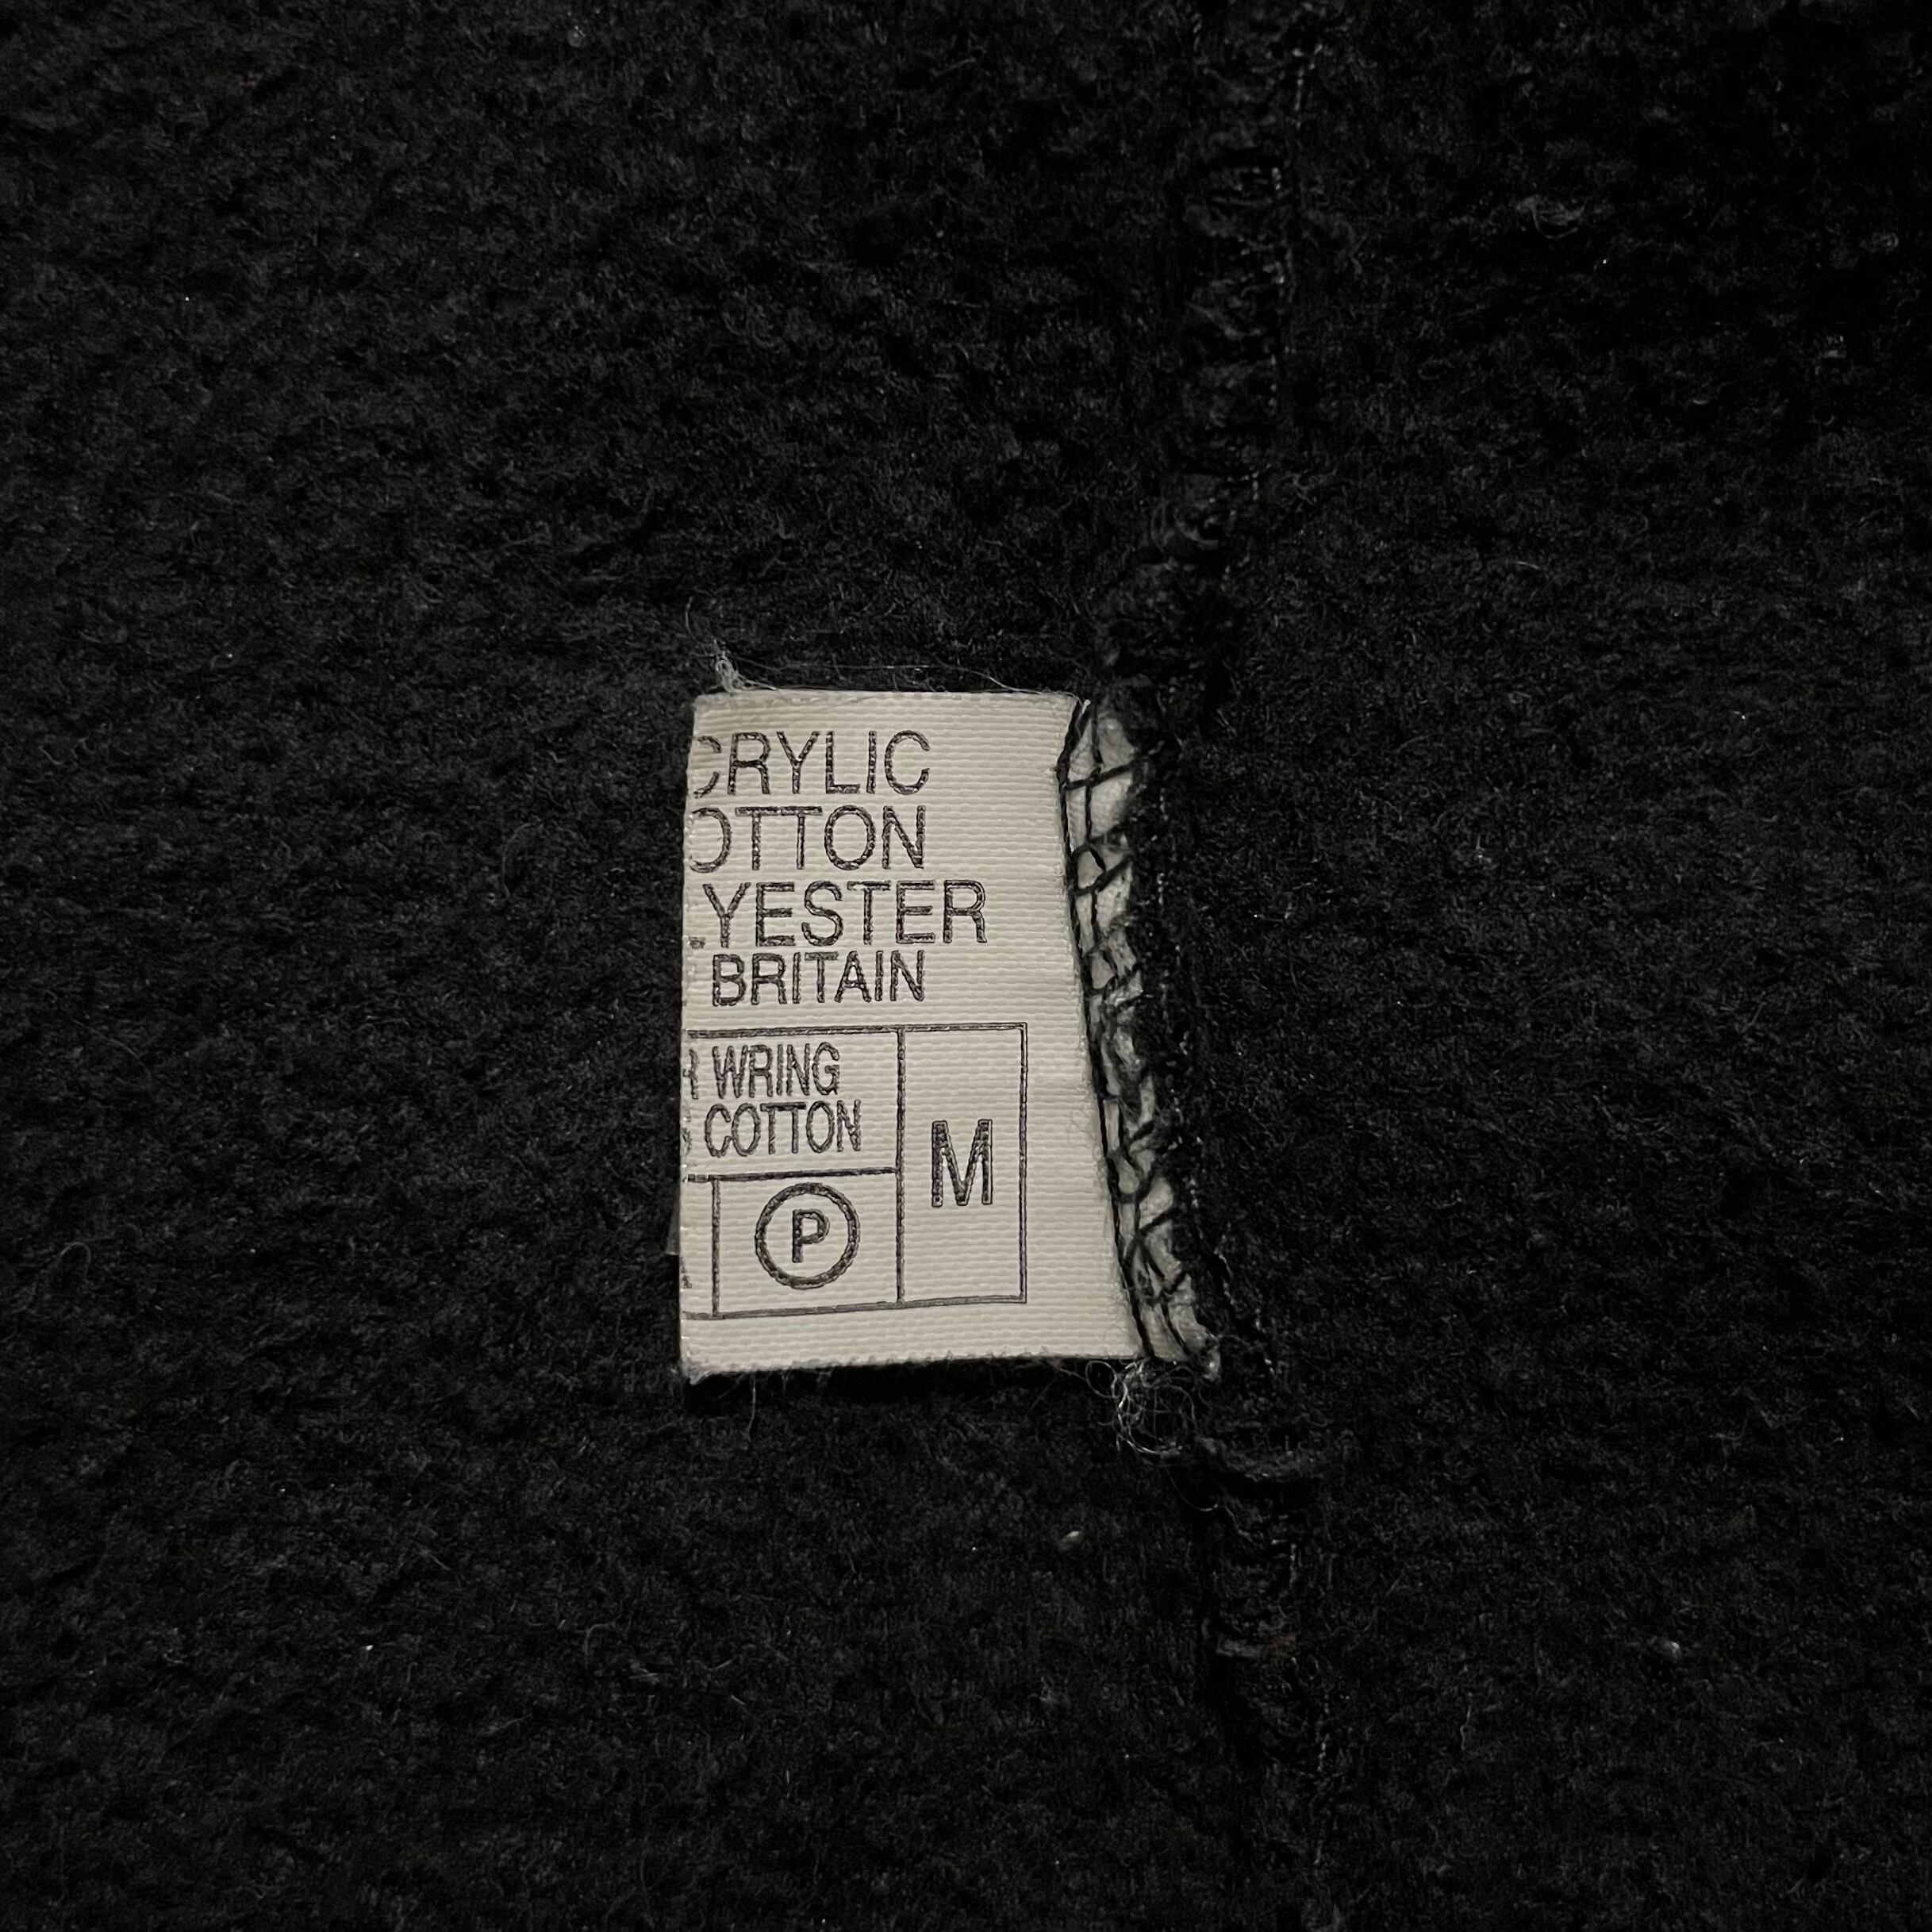 CRYLIC
OTTON
YESTER
BRITAIN
WRING
COTTON
M
P